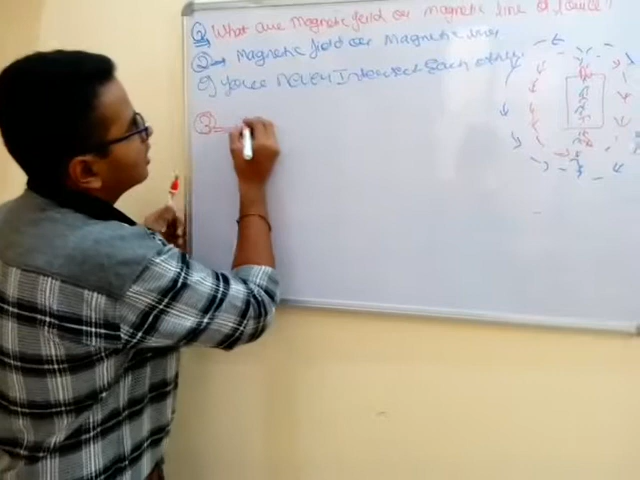 Q What are magnetic feild or magnetic line of force?
Q→ Magnetic field or Magnetic lines
of force never Intersect each other.
Q